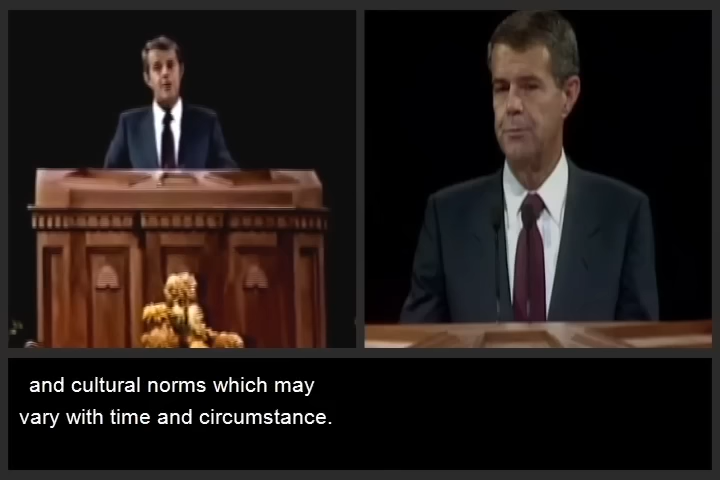 and cultural norms which may
vary with time and circumstance.